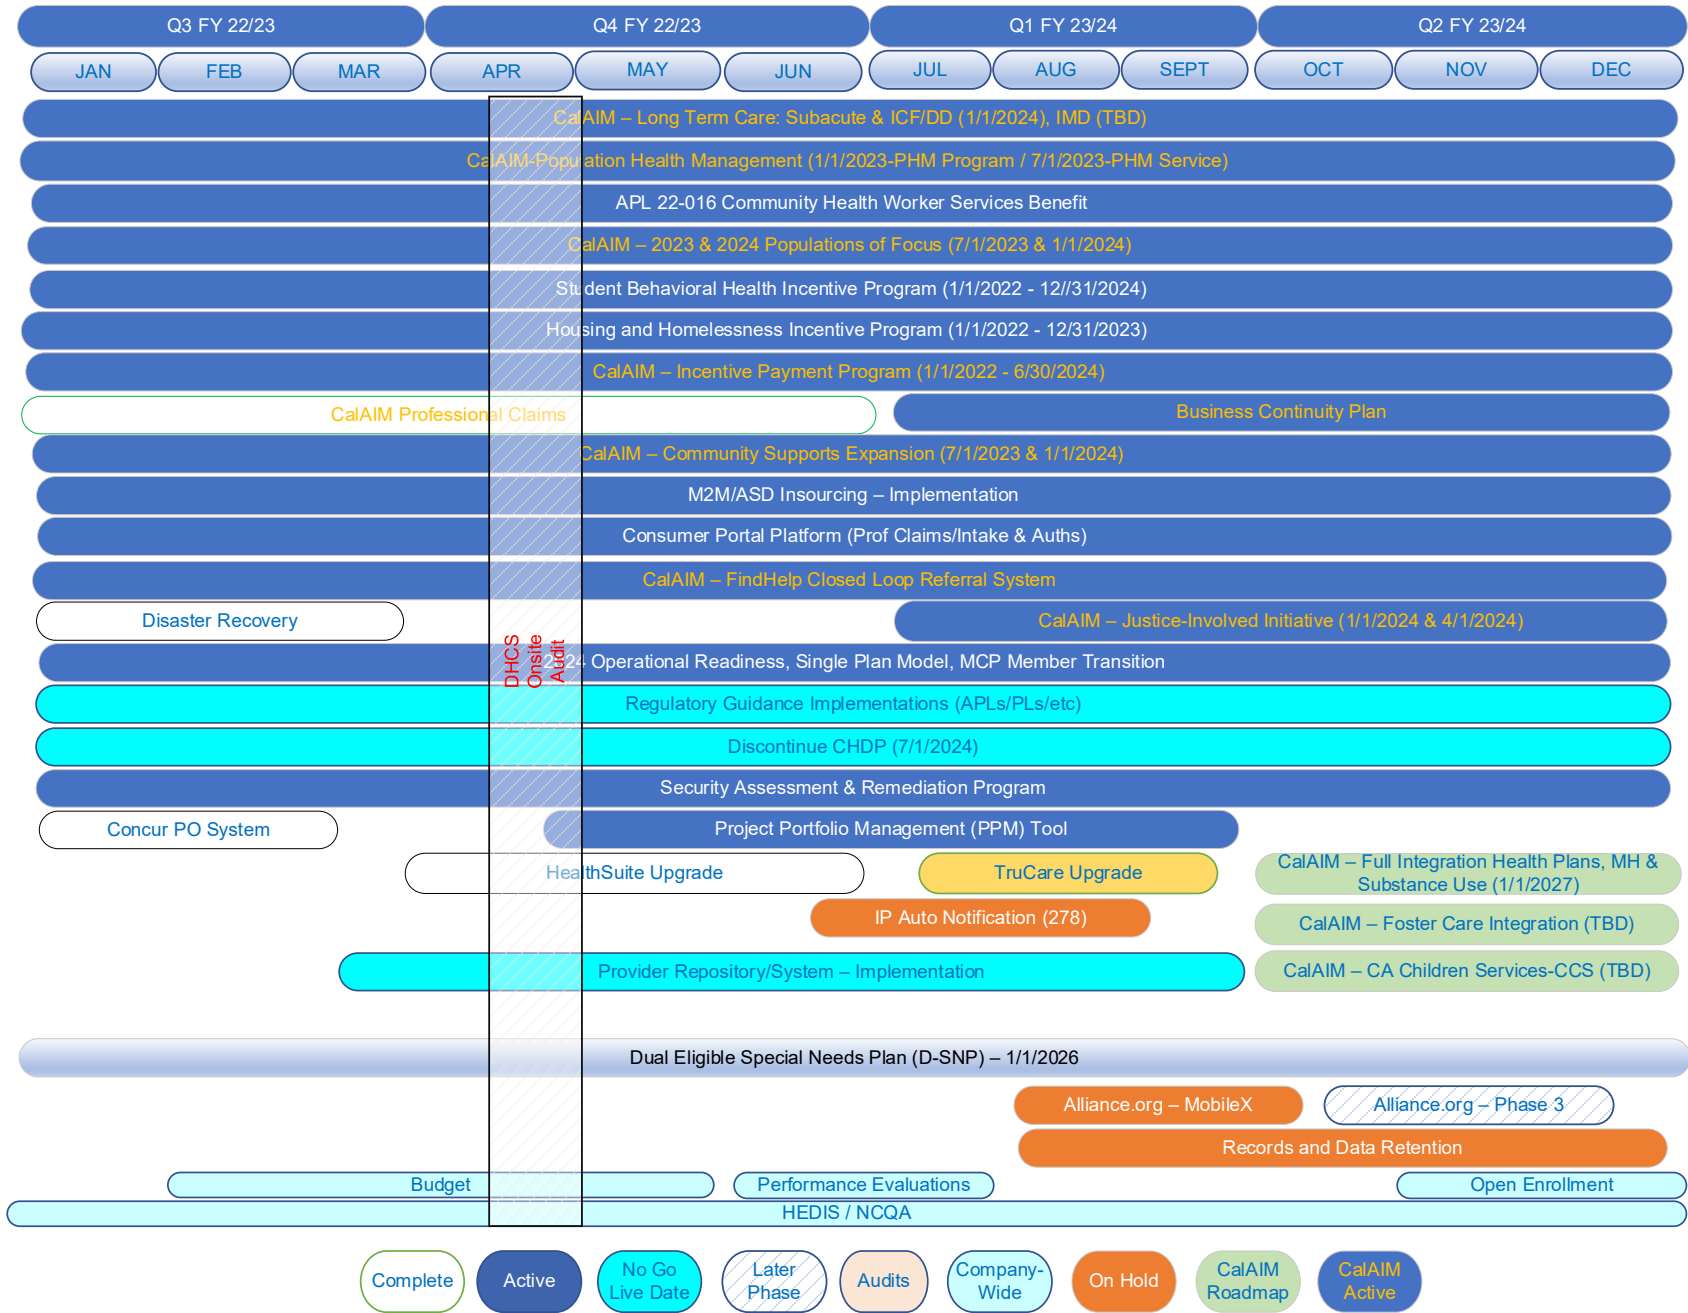 Q3 FY 22/23
Q4 FY 22/23
Q1 FY 23/24
Q2 FY 23/24
JAN
FEB
MAR
APR
MAY
JUN
JUL
AUG
SEPT
OCT
NOV
DEC
CalAIM – Long Term Care: Subacute & ICF/DD (1/1/2024), IMD (TBD)
CalAIM-Population Health Management (1/1/2023-PHM Program / 7/1/2023-PHM Service)
APL 22-016 Community Health Worker Services Benefit
CalAIM – 2023 & 2024 Populations of Focus (7/1/2023 & 1/1/2024)
Student Behavioral Health Incentive Program (1/1/2022 - 12//31/2024)
Housing and Homelessness Incentive Program (1/1/2022 - 12/31/2023)
CalAIM – Incentive Payment Program (1/1/2022 - 6/30/2024)
CalAIM Professional Claims
Business Continuity Plan
CalAIM – Community Supports Expansion (7/1/2023 & 1/1/2024)
M2M/ASD Insourcing – Implementation
Consumer Portal Platform (Prof Claims/Intake & Auths)
CalAIM – FindHelp Closed Loop Referral System
Disaster Recovery
CalAIM – Justice-Involved Initiative (1/1/2024 & 4/1/2024)
DHCS
Onsite
Audit
2024 Operational Readiness, Single Plan Model, MCP Member Transition
Regulatory Guidance Implementations (APLs/PLs/etc)
Discontinue CHDP (7/1/2024)
Security Assessment & Remediation Program
Concur PO System
Project Portfolio Management (PPM) Tool
HealthSuite Upgrade
TruCare Upgrade
CalAIM – Full Integration Health Plans, MH &
Substance Use (1/1/2027)
IP Auto Notification (278)
CalAIM – Foster Care Integration (TBD)
Provider Repository/System – Implementation
CalAIM – CA Children Services-CCS (TBD)
Dual Eligible Special Needs Plan (D-SNP) – 1/1/2026
Alliance.org – MobileX
Alliance.org – Phase 3
Records and Data Retention
Budget
Performance Evaluations
Open Enrollment
HEDIS / NCQA
Complete
Active
No Go
Live Date
Later
Phase
Audits
Company-
Wide
On Hold
CalAIM
Roadmap
CalAIM
Active